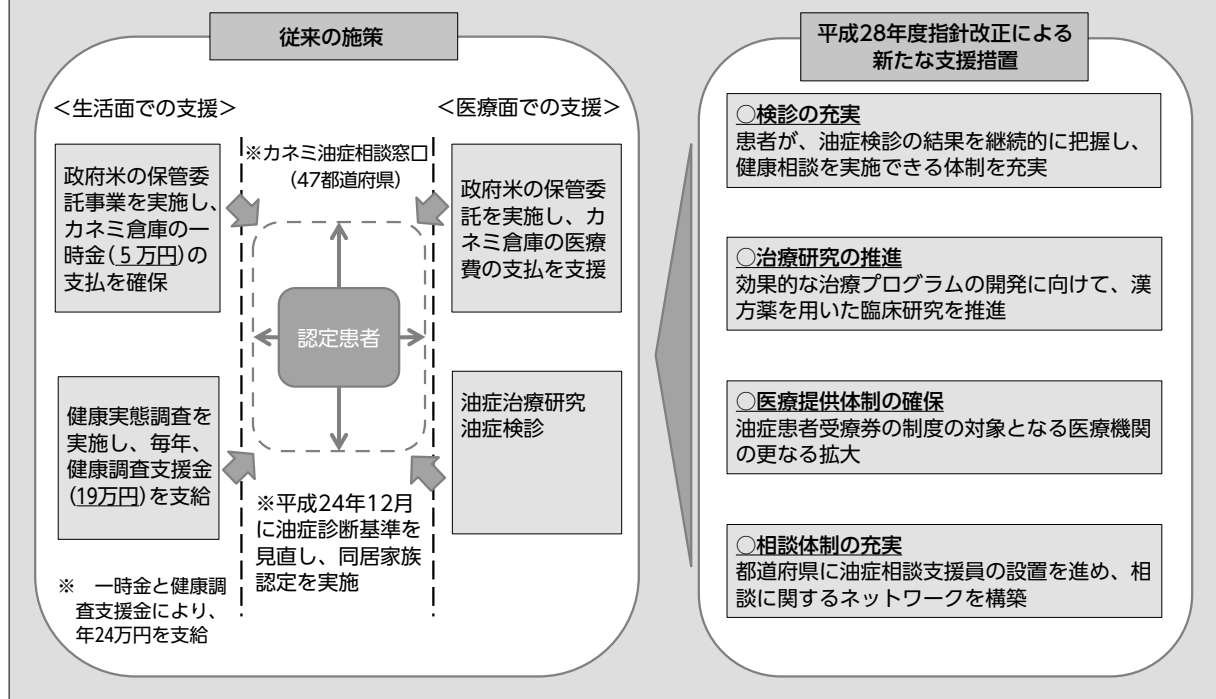 従来の施策
＜生活面での支援＞
＜医療面での支援＞
※カネミ油症相談窓口
（47都道府県）
政府米の保管委
託事業を実施し、
カネミ倉庫の一
時金（５万円）の
支払を確保
政府米の保管委
託を実施し、カ
ネミ倉庫の医療
費の支払を支援
認定患者
健康実態調査を
実施し、毎年、
健康調査支援金
（19万円）を支給
油症治療研究
油症検診
※平成24年12月
に油症診断基準を
見直し、同居家族
認定を実施
※　一時金と健康調
査支援金により、
年24万円を支給
平成28年度指針改正による
新たな支援措置
○検診の充実
患者が、油症検診の結果を継続的に把握し、
健康相談を実施できる体制を充実
○治療研究の推進
効果的な治療プログラムの開発に向けて、漢
方薬を用いた臨床研究を推進
○医療提供体制の確保
油症患者受療券の制度の対象となる医療機関
の更なる拡大
○相談体制の充実
都道府県に油症相談支援員の設置を進め、相
談に関するネットワークを構築